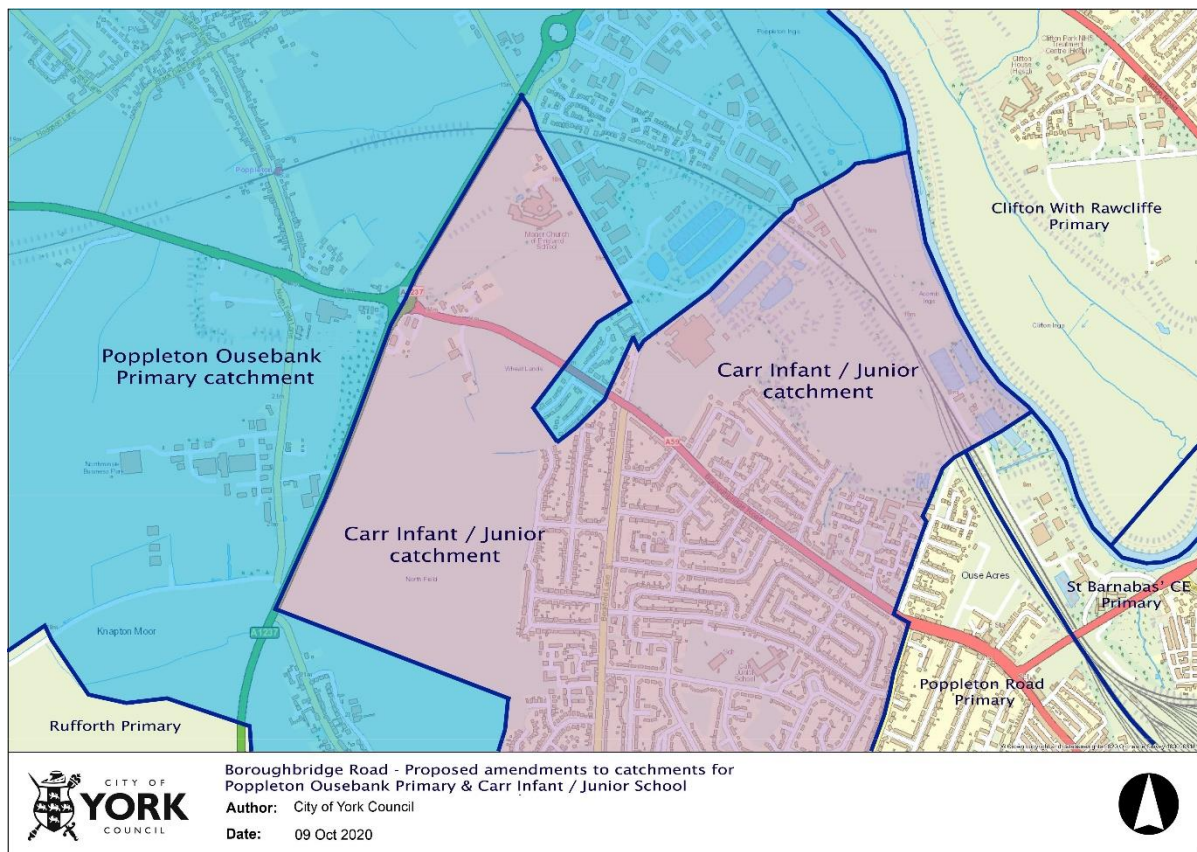 Clifton With Rawcliffe
Primary
Poppleton
A1237
Poppleton Ousebank
Primary catchment
Carr Infant / Junior
catchment
A59
Carr Infant / Junior
catchment
North Field
Ouse Acres
St Barnabas' CE
Primary
Knapton Moor
A1237
Poppleton Road
Primary
Rufforth Primary
CITY OF
YORK
COUNCIL
Boroughbridge Road - Proposed amendments to catchments for
Poppleton Ousebank Primary & Carr Infant / Junior School
Author: City of York Council
Date: 09 Oct 2020